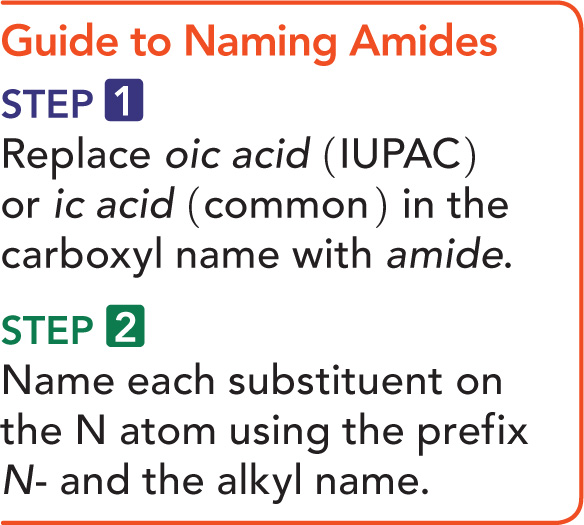 Guide to Naming Amides
STEP 1
Replace oic acid (IUPAC)
or ic acid (common) in the
carboxyl name with amide.
STEP 2
Name each substituent on
the N atom using the prefix
N- and the alkyl name.